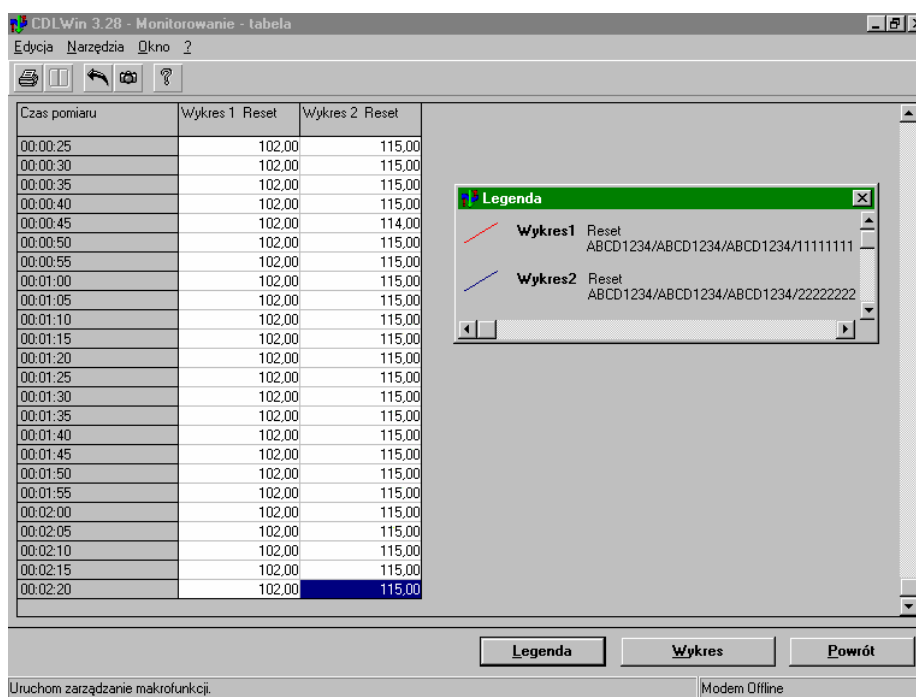 CDLWin 3.28 - Monitorowanie - tabela
Edycja Narzędzia Okno ?
Czas pomiaru Wykres 1 Reset Wykres 2 Reset
00:00:25 102,00 115,00
00:00:30 102,00 115,00
00:00:35 102,00 115,00
00:00:40 102,00 115,00
00:00:45 102,00 114,00
00:00:50 102,00 115,00
00:00:55 102,00 115,00
00:01:00 102,00 115,00
00:01:05 102,00 115,00
00:01:10 102,00 115,00
00:01:15 102,00 115,00
00:01:20 102,00 115,00
00:01:25 102,00 115,00
00:01:30 102,00 115,00
00:01:35 102,00 115,00
00:01:40 102,00 115,00
00:01:45 102,00 115,00
00:01:50 102,00 115,00
00:01:55 102,00 115,00
00:02:00 102,00 115,00
00:02:05 102,00 115,00
00:02:10 102,00 115,00
00:02:15 102,00 115,00
00:02:20 102,00 115,00
Legenda
Wykres1 Reset
ABCD1234/ABCD1234/ABCD1234/11111111
Wykres2 Reset
ABCD1234/ABCD1234/ABCD1234/22222222
Legenda Wykres Powrót
Uruchom zarządzanie makrofunkcji. Modem Offline